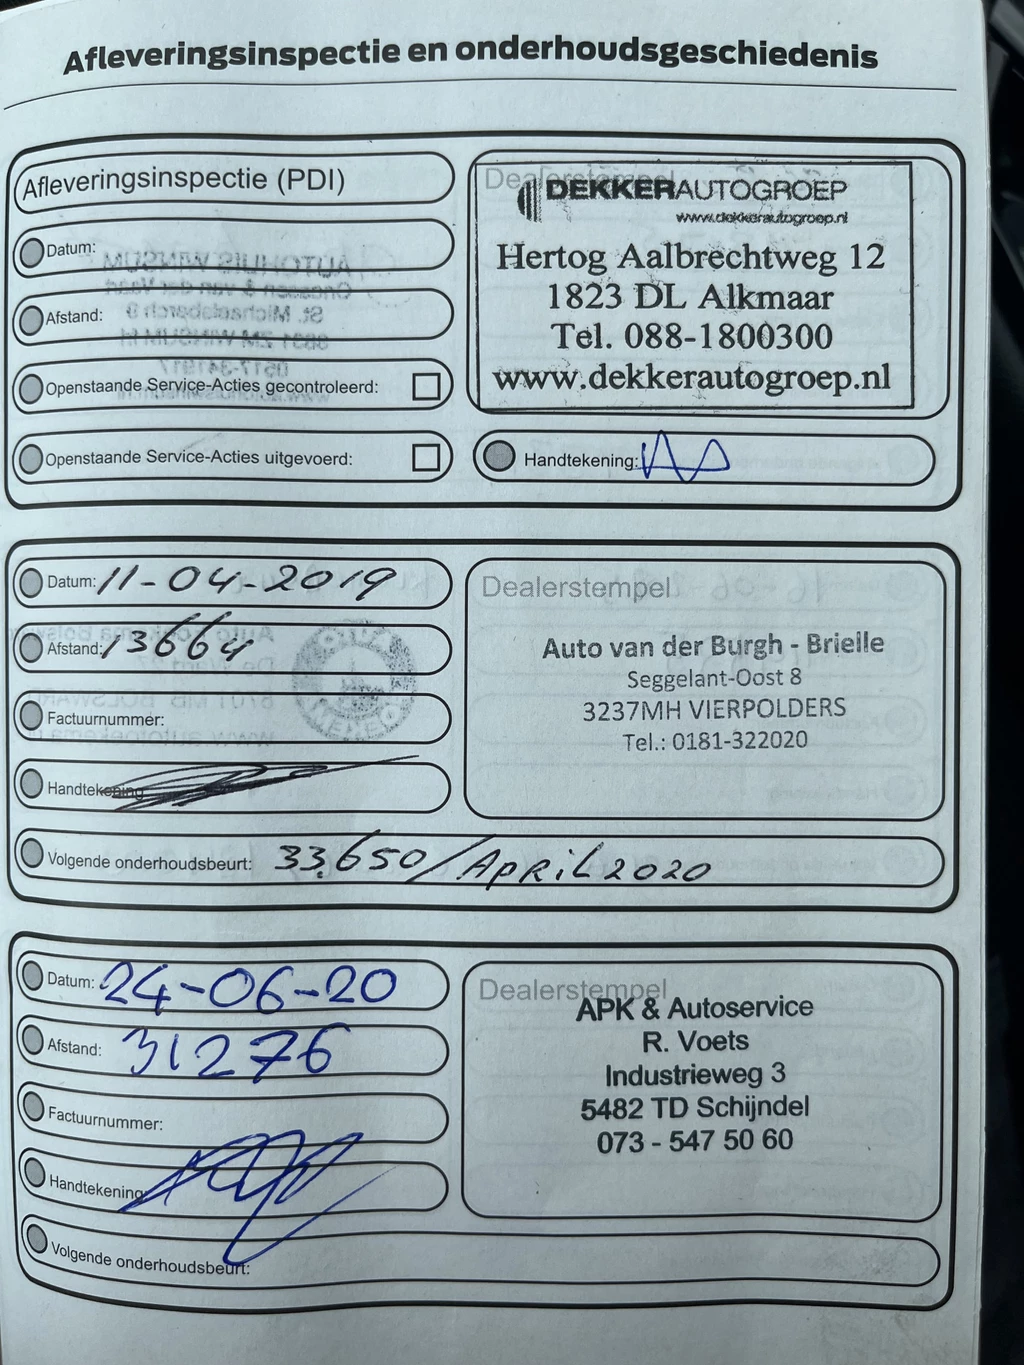 Afleveringsinspectie en onderhoudsgeschiedenis
Afleveringsinspectie (PDI)
Datum:
Afstand:
Openstaande Service-Acties gecontroleerd:
Openstaande Service-Acties uitgevoerd:
Dealerstempel
DEKKERAUTOGROEP
www.dekkerautogroep.nl
Hertog Aalbrechtweg 12
1823 DL Alkmaar
Tel. 088-1800300
www.dekkerautogroep.nl
Handtekening:
Datum: 11-04-2019
Afstand: 13664
Factuurnummer:
Handtekening
Dealerstempel
Auto van der Burgh - Brielle
Seggelant-Oost 8
3237MH VIERPOLDERS
Tel.: 0181-322020
Volgende onderhoudsbeurt: 33.650/APRiL 2020
Datum: 24-06-20
Afstand: 31276
Factuurnummer:
Handtekening
Dealerstempel
APK & Autoservice
R. Voets
Industrieweg 3
5482 TD Schijndel
073 - 547 50 60
Volgende onderhoudsbeurt: